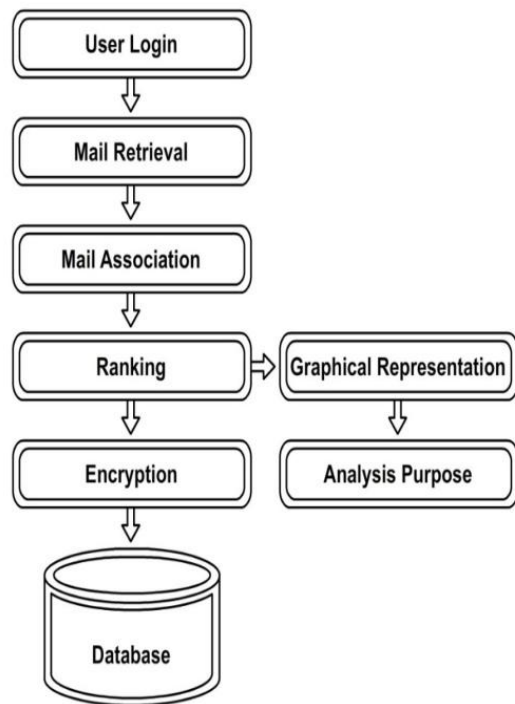 User Login
Mail Retrieval
Mail Association
Ranking
Graphical Representation
Encryption
Analysis Purpose
Database